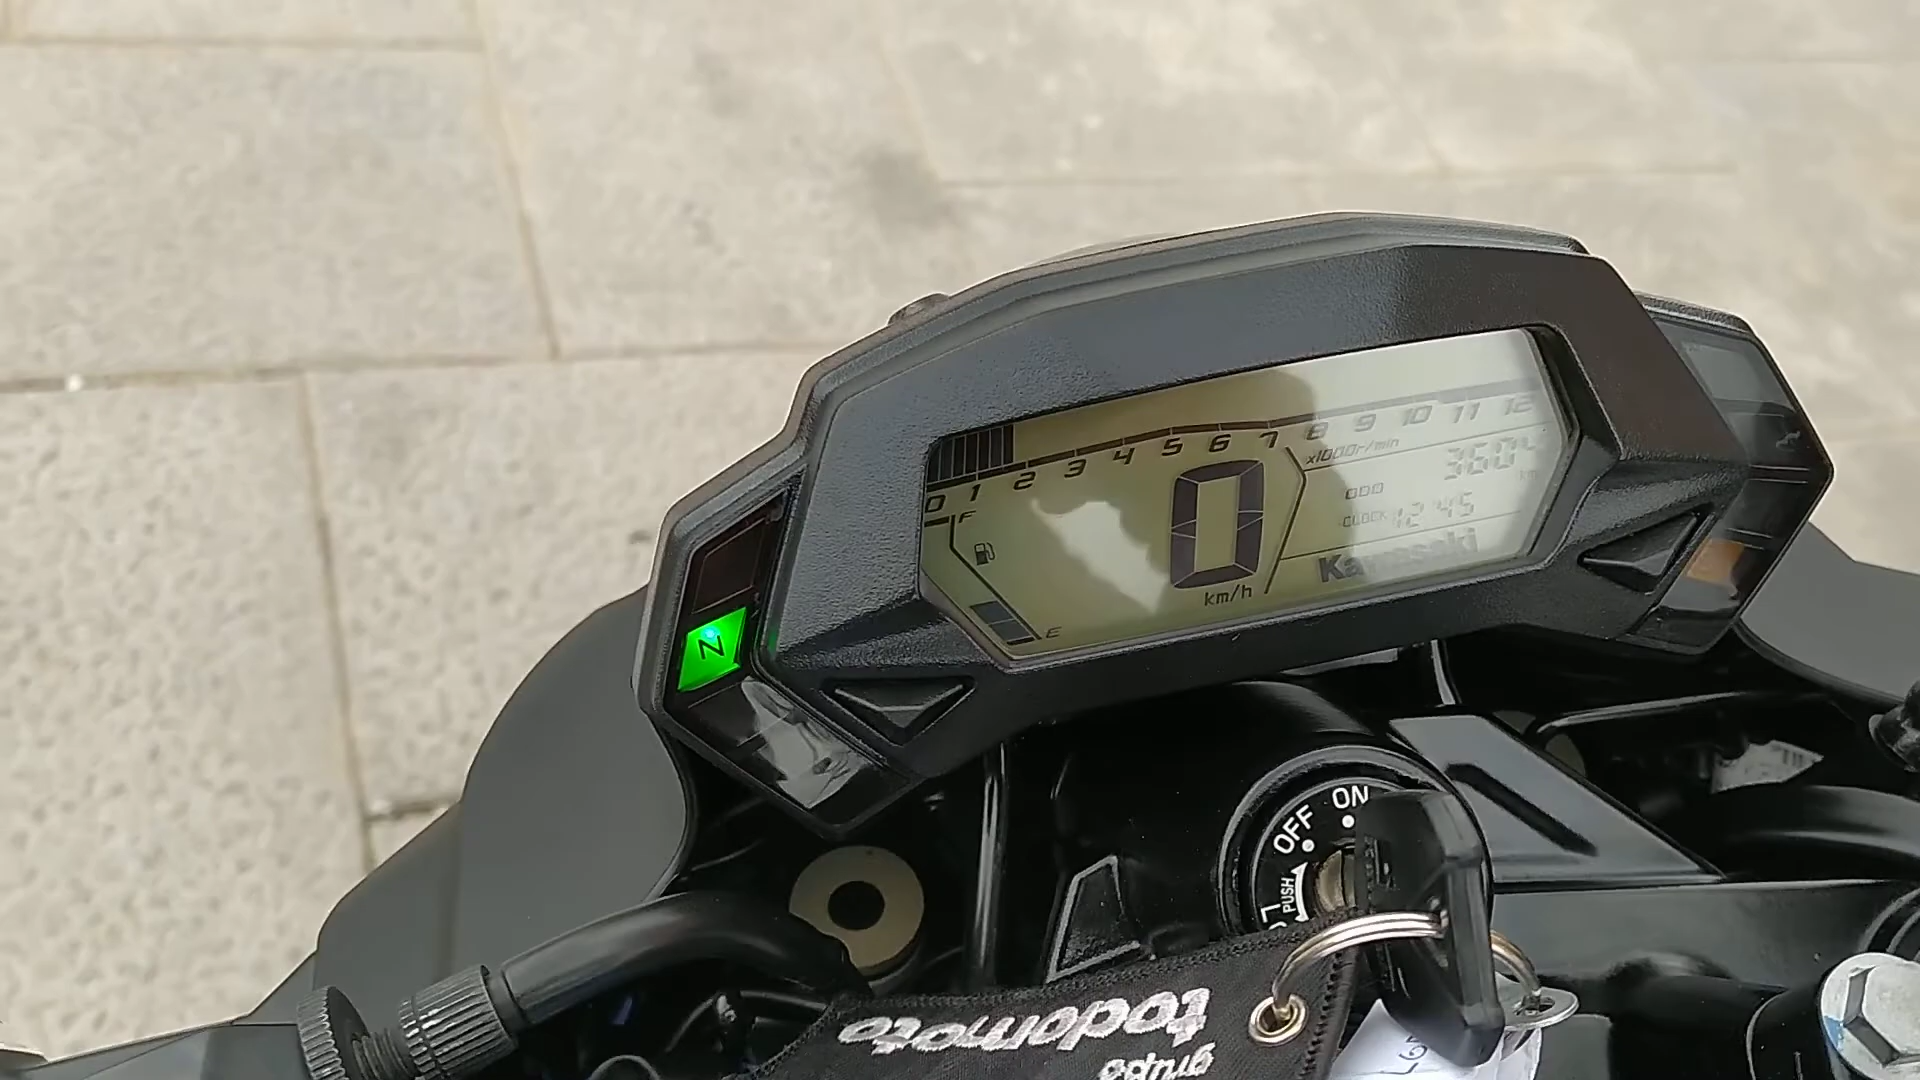 0 1 2 3 4 5 6 7 8 9 10 11 12
x1000r/min
F
ODO
km
CLOCK 12:45
0
km/h
Kawasaki
E
N
ON
OFF
PUSH
todomoto
grupo